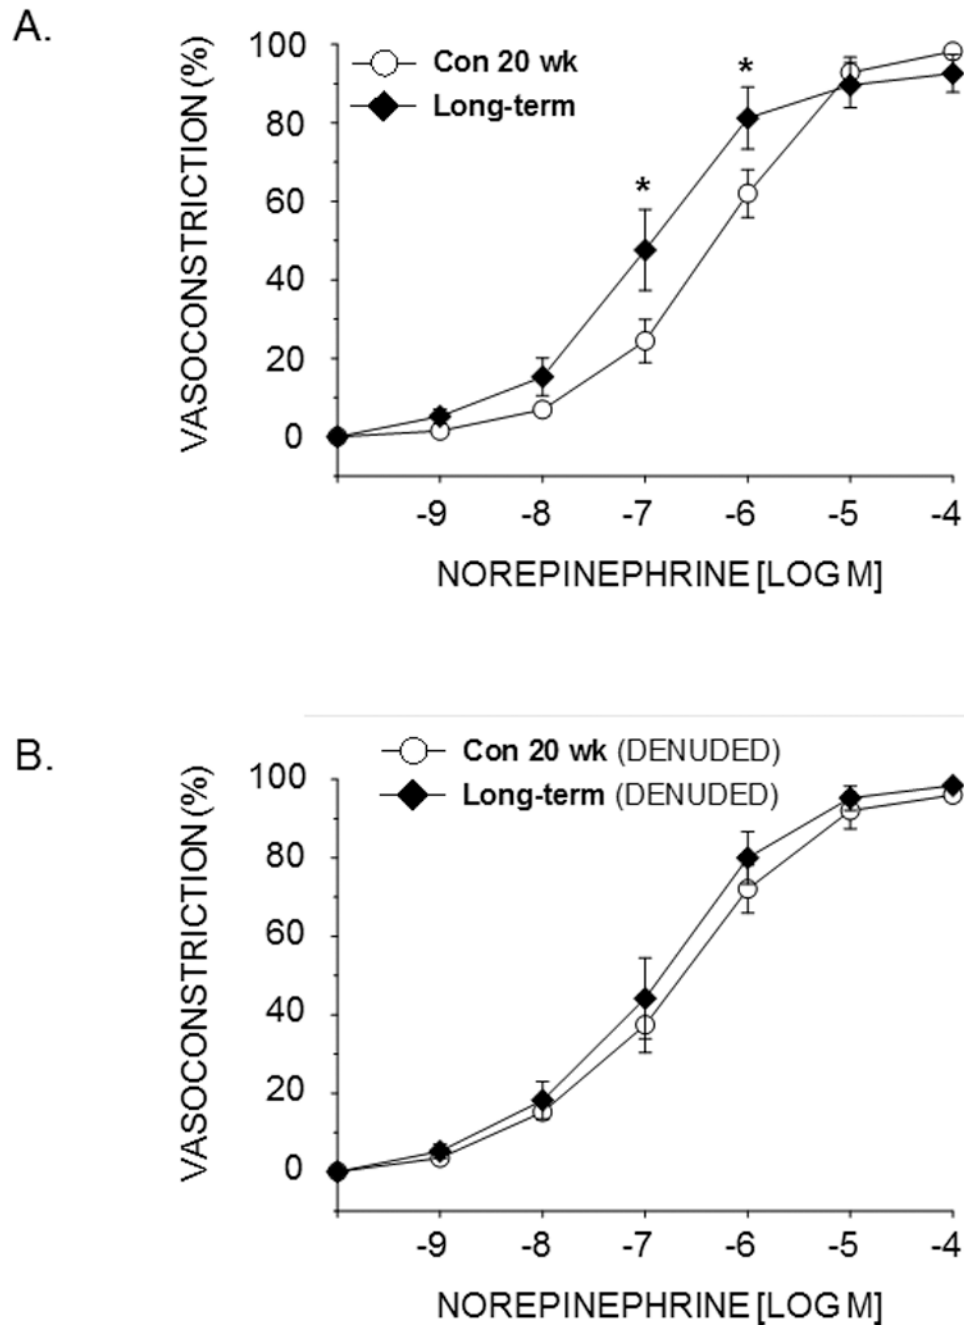 A.
VASOCONSTRICTION (%)
100
80
60
40
20
0
Con 20 wk
Long-term
*
*
-9 -8 -7 -6 -5 -4
NOREPINEPHRINE [LOG M]
B.
VASOCONSTRICTION (%)
100
80
60
40
20
0
Con 20 wk (DENUDED)
Long-term (DENUDED)
-9 -8 -7 -6 -5 -4
NOREPINEPHRINE [LOG M]